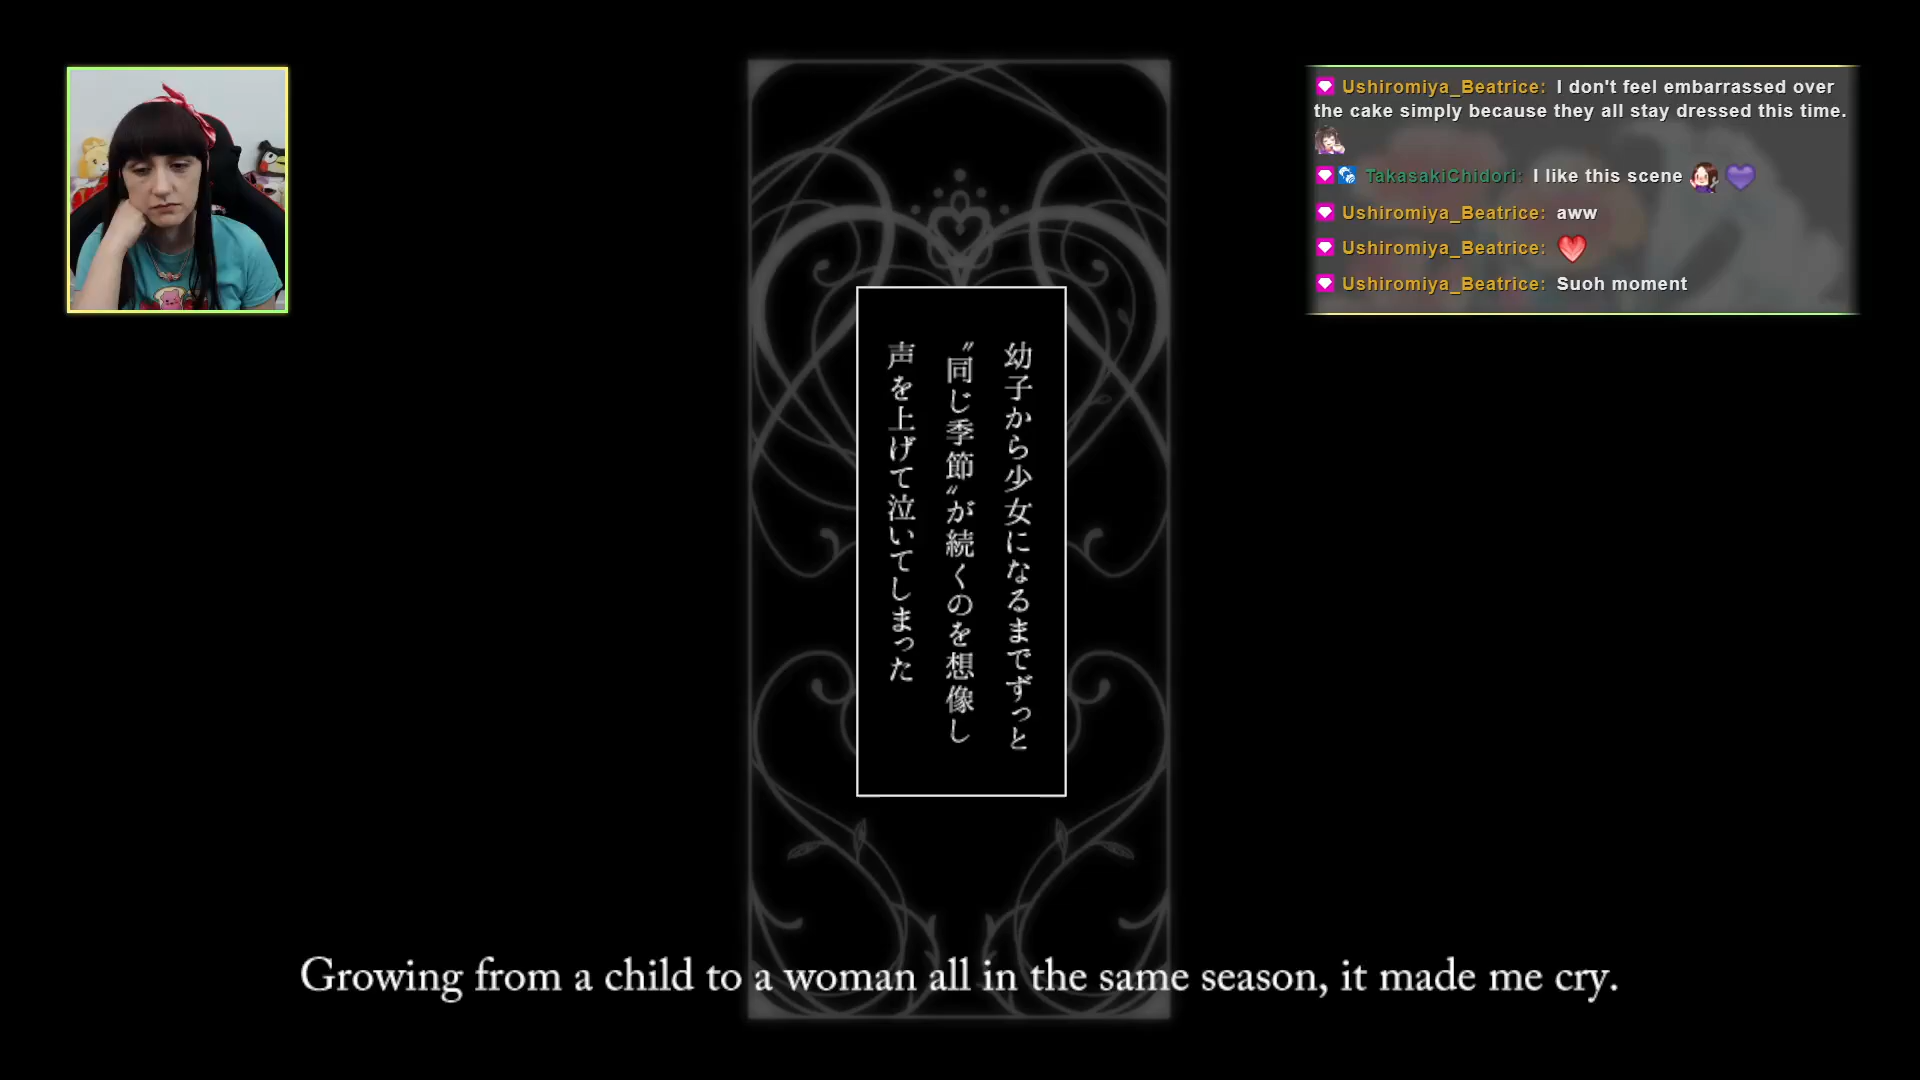 Ushiromiya_Beatrice: I don't feel embarrassed over
the cake simply because they all stay dressed this time.
TakasakiChidori: I like this scene
Ushiromiya_Beatrice: aww
Ushiromiya_Beatrice:
Ushiromiya_Beatrice: Suoh moment
幼子から少女になるまでずっと
〝同じ季節〟が続くのを想像し
声を上げて泣いてしまった
Growing from a child to a woman all in the same season, it made me cry.